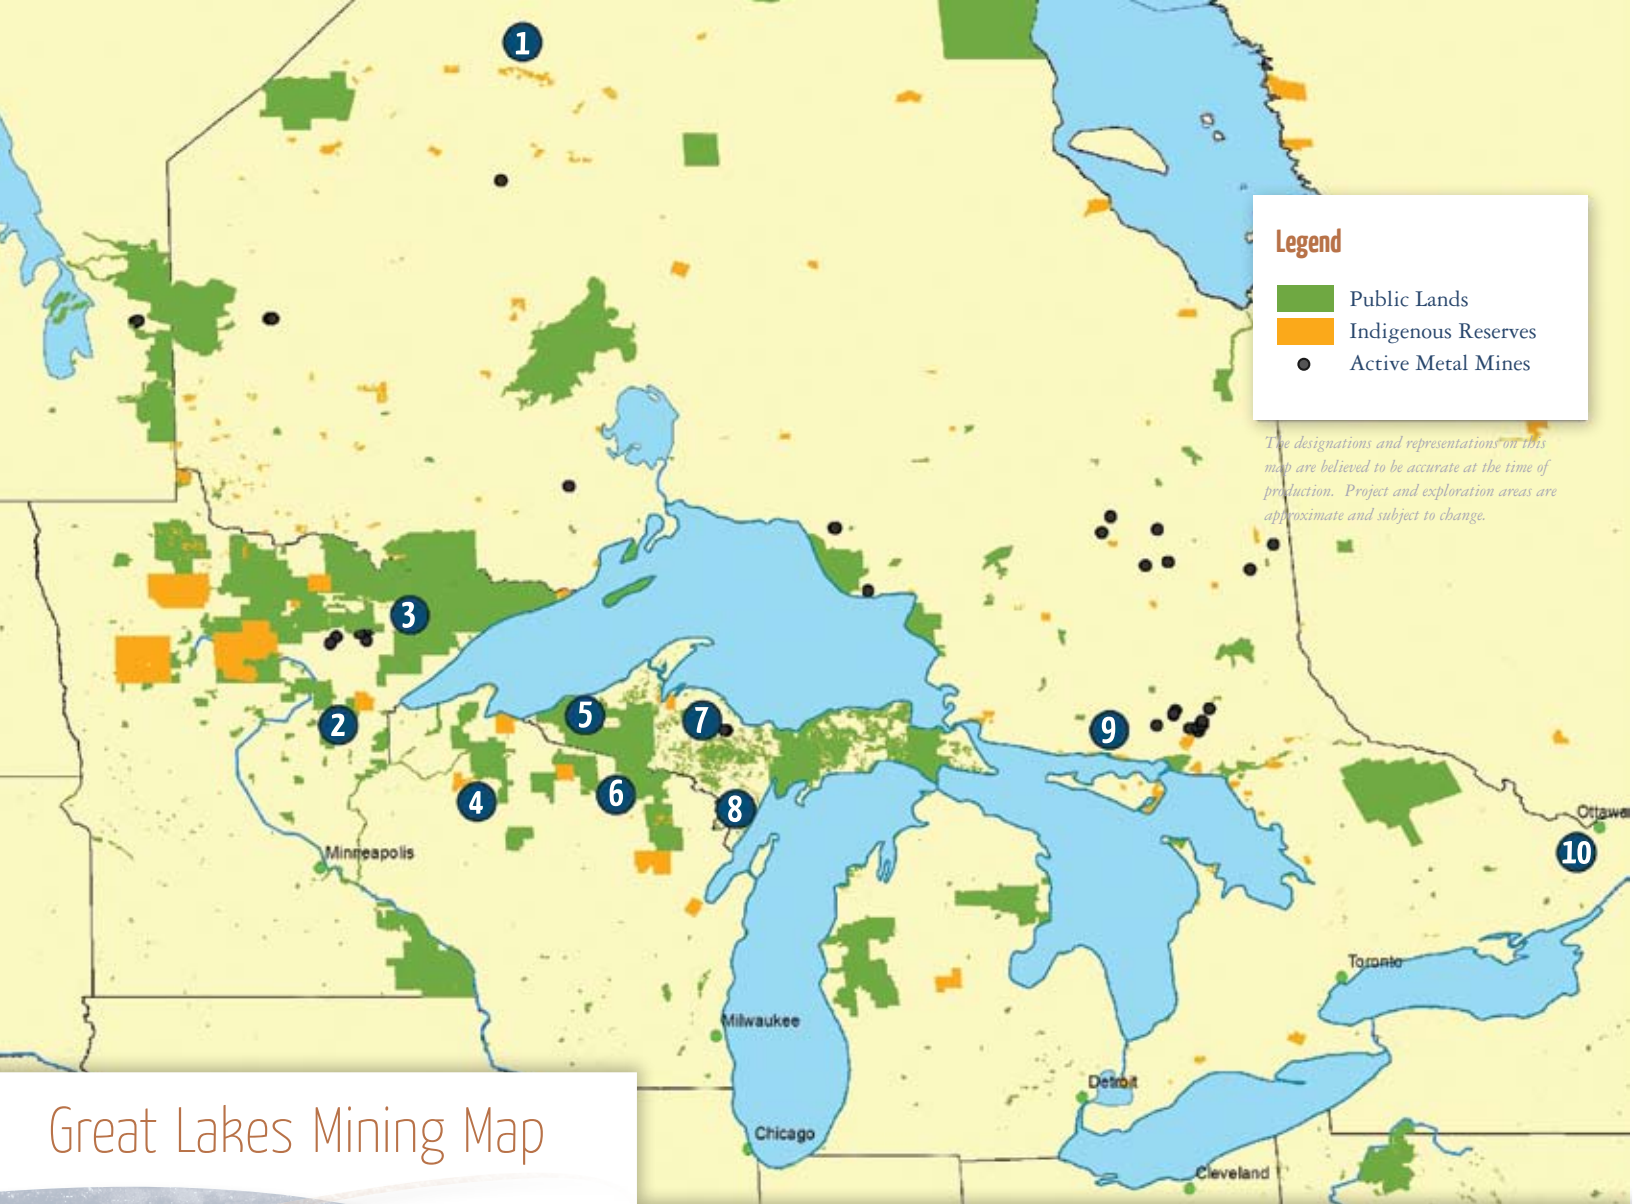 1
Legend
Public Lands
Indigenous Reserves
Active Metal Mines
The designations and representations on this
map are believed to be accurate at the time of
production. Project and exploration areas are
approximate and subject to change.
3
2
5
7
9
4
6
8
Ottawa
10
Minneapolis
Toronto
Milwaukee
Detroit
Chicago
Cleveland
Great Lakes Mining Map